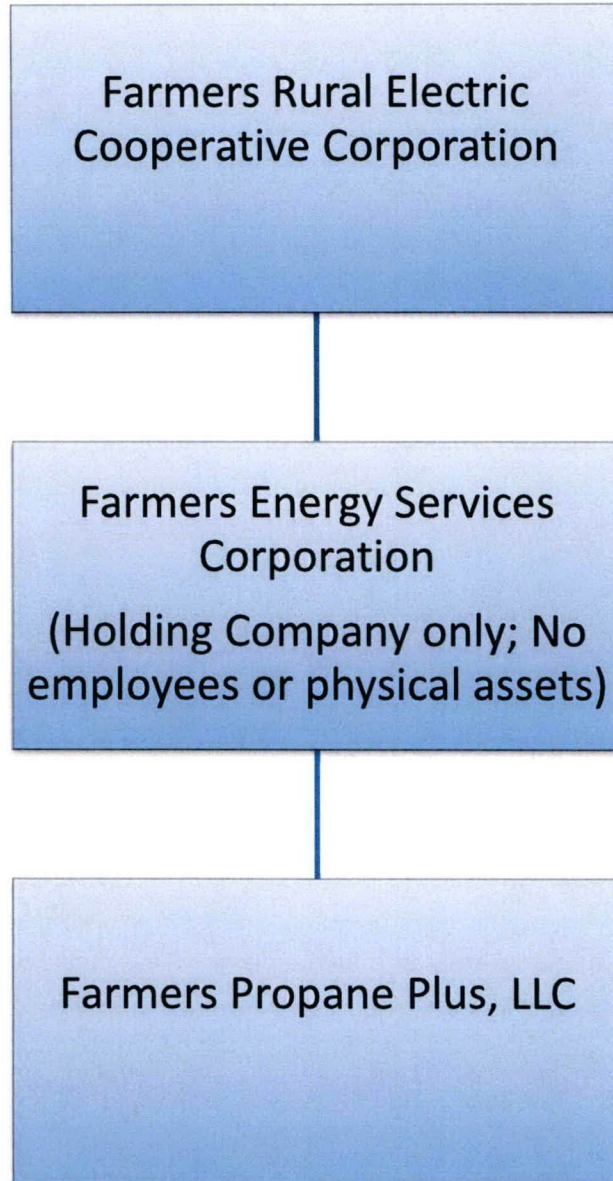 Farmers Rural Electric
Cooperative Corporation
Farmers Energy Services
Corporation
(Holding Company only; No
employees or physical assets)
Farmers Propane Plus, LLC